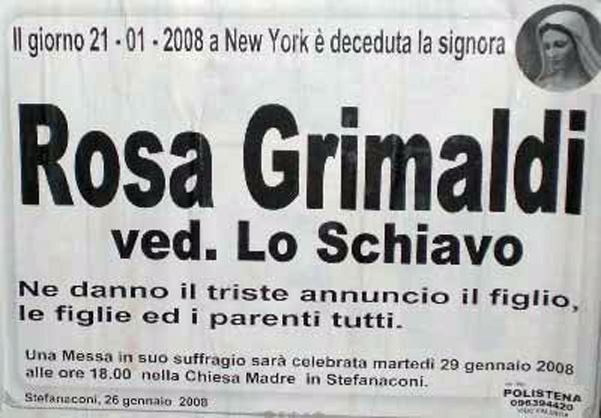 Il giorno 21 - 01 - 2008 a New York è deceduta la signora
Rosa Grimaldi
ved. Lo Schiavo
Ne danno il triste annuncio il figlio,
le figlie ed i parenti tutti.
Una Messa in suo suffragio sarà celebrata martedì 29 gennaio 2008
alle ore 18.00 nella Chiesa Madre in Stefanaconi.
Stefanaconi, 26 gennaio 2008
POLISTENA
096394420